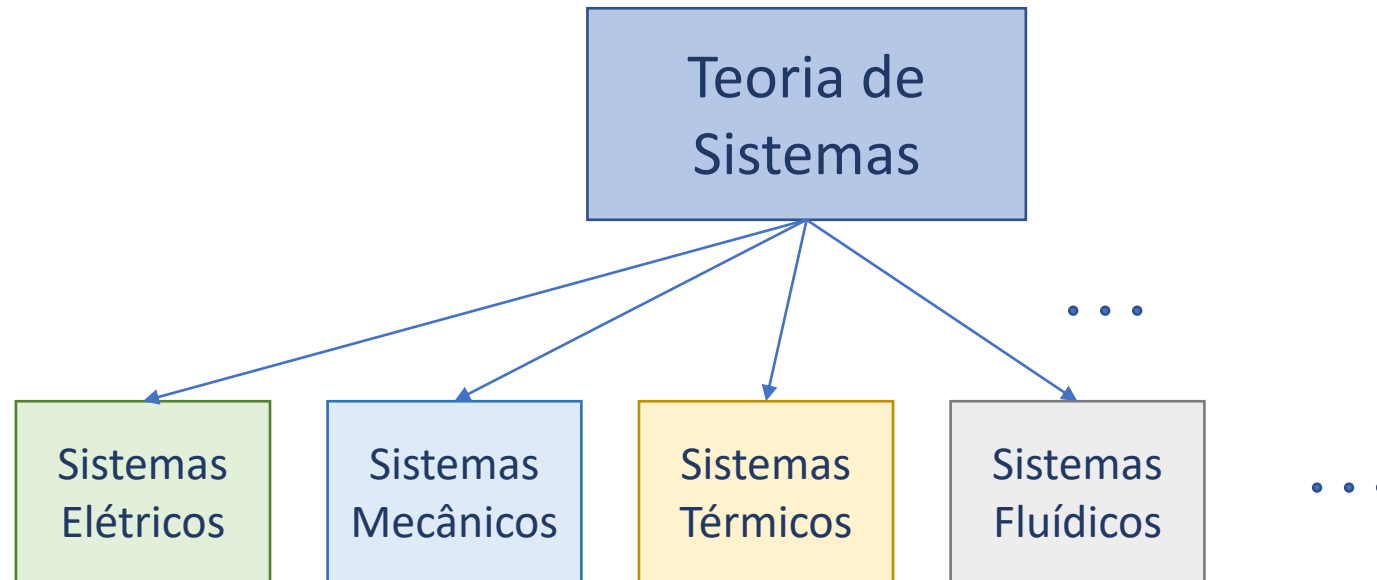 Teoria de
Sistemas
. . .
Sistemas
Elétricos
Sistemas
Mecânicos
Sistemas
Térmicos
Sistemas
Fluídicos
. . .